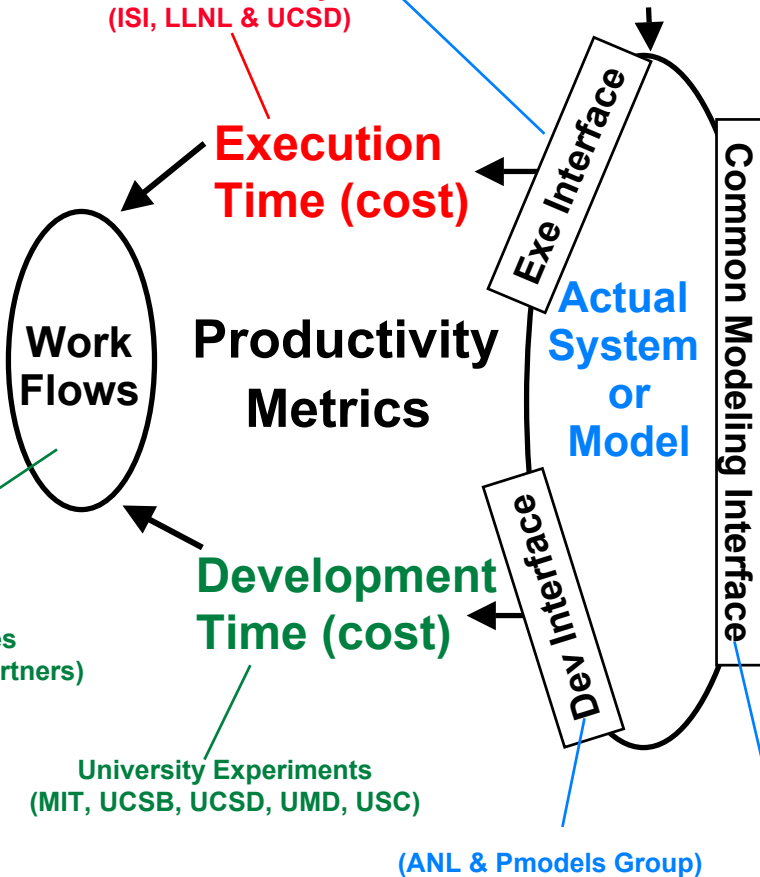 (ISI, LLNL & UCSD)
Execution
Time (cost)
Exe Interface
Common Modeling Interface
Actual
System
or
Model
Work
Flows
Productivity
Metrics
Dev Interface
Development
Time (cost)
University Experiments
(MIT, UCSB, UCSD, UMD, USC)
(ANL & Pmodels Group)